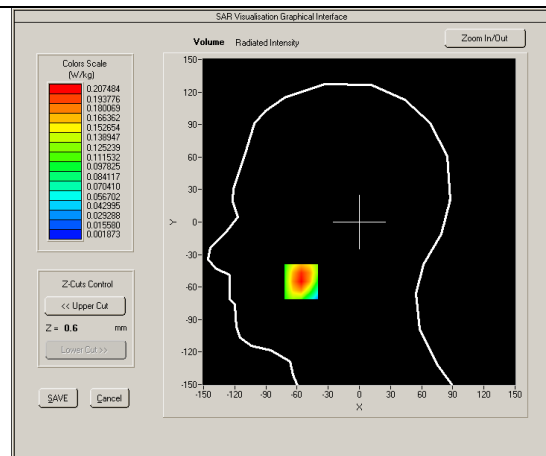 SAR Visualisation Graphical Interface
Volume Radiated Intensity
Zoom In/Out
Colors Scale
(W/kg)
0.207484
0.193776
0.180069
0.166362
0.152654
0.138947
0.125239
0.111532
0.097825
0.084117
0.070410
0.056702
0.042995
0.029288
0.015580
0.001873
Z-Cuts Control
<< Upper Cut
Z = 0.6 mm
Lower Cut >>
SAVE Cancel
150
120
90
60
30
0
-30
-60
-90
-120
-150
Y
-150 -120 -90 -60 -30 0 30 60 90 120 150
X